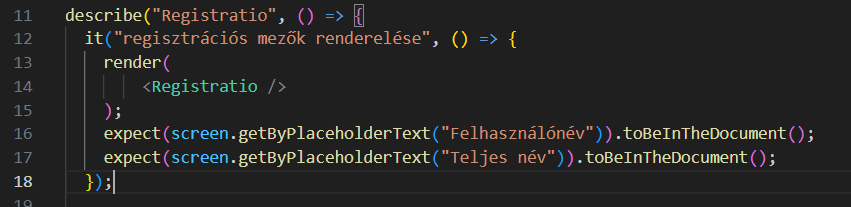 11 describe("Registratio", () => {
12 it("regisztrációs mezők renderelése", () => {
13 render(
14 <Registratio />
15 );
16 expect(screen.getByPlaceholderText("Felhasználónév")).toBeInTheDocument();
17 expect(screen.getByPlaceholderText("Teljes név")).toBeInTheDocument();
18 });
19